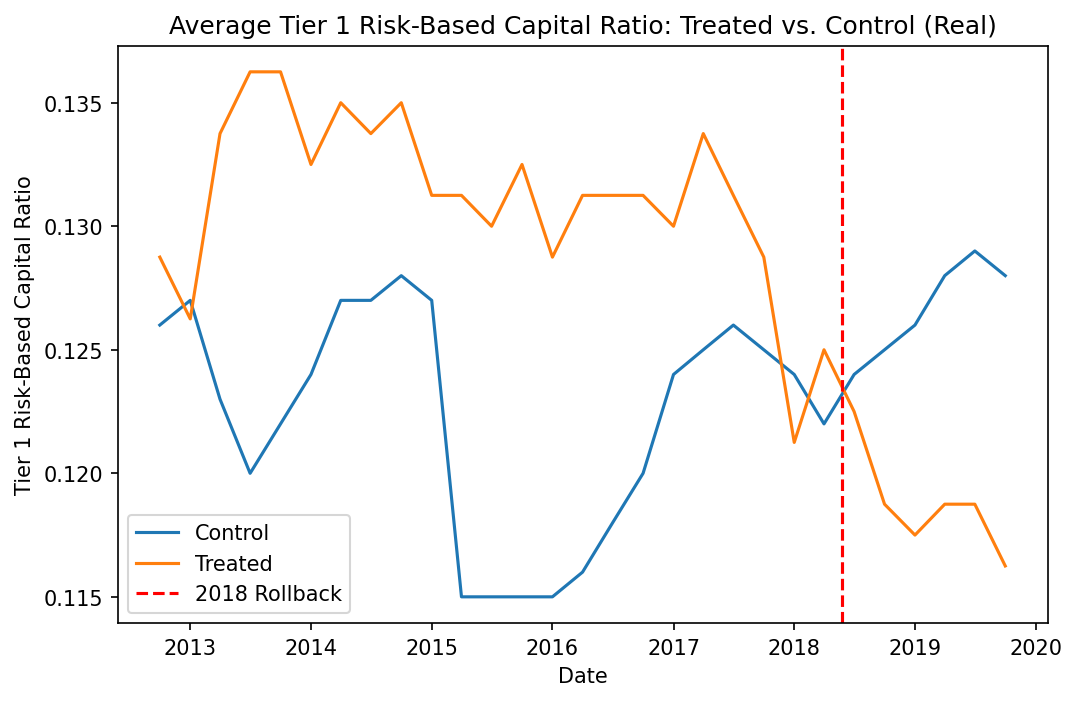 Average Tier 1 Risk-Based Capital Ratio: Treated vs. Control (Real)
Tier 1 Risk-Based Capital Ratio
0.135
0.130
0.125
0.120
0.115
Control
Treated
2018 Rollback
2013 2014 2015 2016 2017 2018 2019 2020
Date